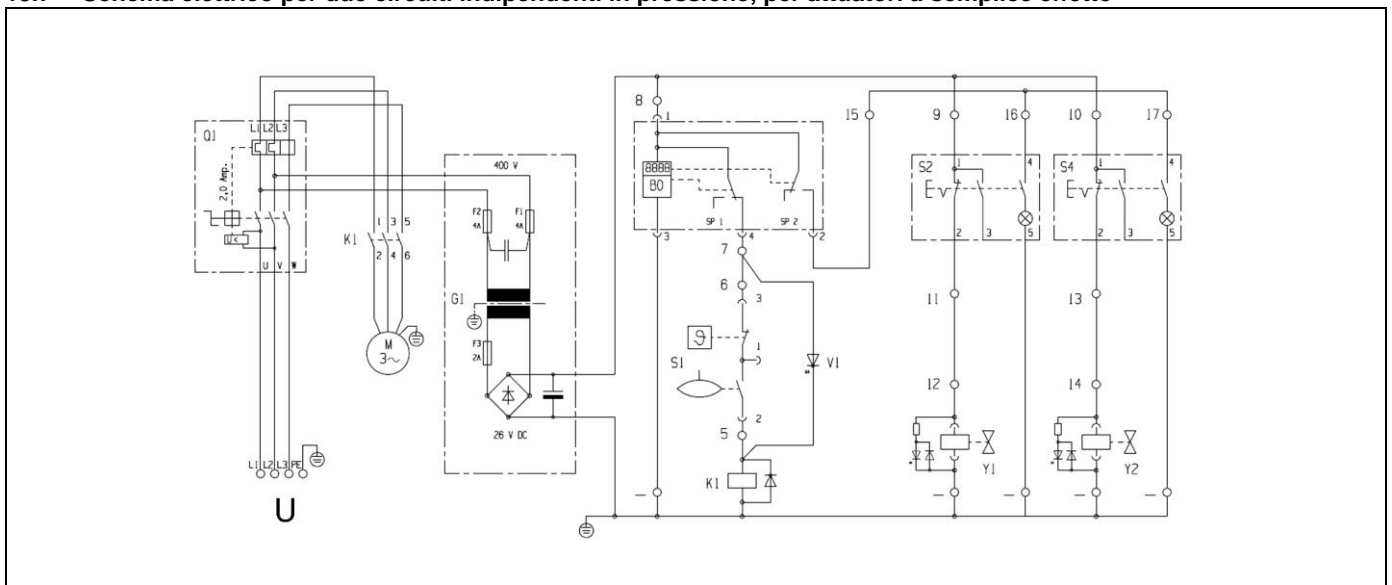 Schema elettrico per due circuiti indipendenti in pressione, per attuatori a semplice effetto
Q1
L1 L2 L3
2,0 Amp.
U<
U V W
K1
1 3 5
2 4 6
M
3~
L1 L2 L3 PE
U
400 V
F2
4A
F1
4A
G1
F3
2A
26 V DC
8
1
8888
B0
SP 1
SP 2
3
4
2
7
6
3
S1
ϑ
1
2
5
V1
K1
15
9
16
10
17
S2
1
4
2
3
5
S4
1
4
2
3
5
11
13
12
14
Y1
Y2